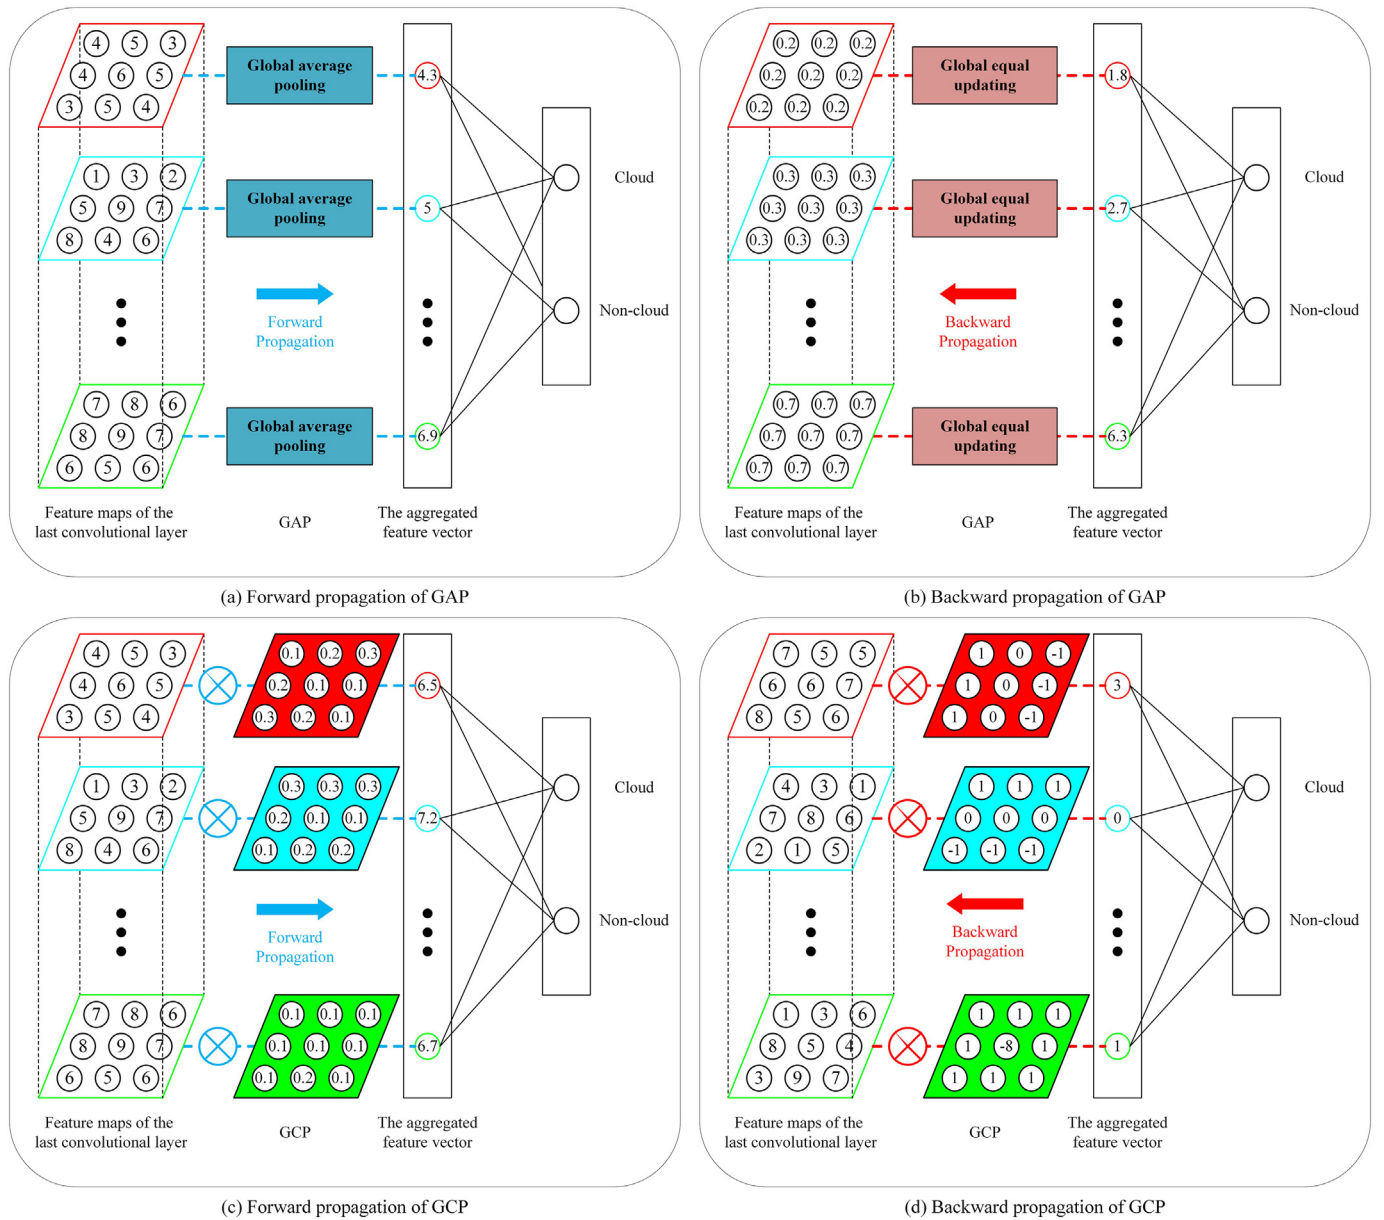 4 5 3
4 6 5
3 5 4
Global average
pooling
4.3
1 3 2
5 9 7
8 4 6
Global average
pooling
5
Cloud
Non-cloud
Forward
Propagation
7 8 6
8 9 7
6 5 6
Global average
pooling
6.9
Feature maps of the
last convolutional layer
GAP
The aggregated
feature vector
(a) Forward propagation of GAP
0.2 0.2 0.2
0.2 0.2 0.2
0.2 0.2 0.2
Global equal
updating
1.8
0.3 0.3 0.3
0.3 0.3 0.3
0.3 0.3 0.3
Global equal
updating
2.7
Cloud
Non-cloud
Backward
Propagation
0.7 0.7 0.7
0.7 0.7 0.7
0.7 0.7 0.7
Global equal
updating
6.3
Feature maps of the
last convolutional layer
GAP
The aggregated
feature vector
(b) Backward propagation of GAP
4 5 3
4 6 5
3 5 4
0.1 0.2 0.3
0.2 0.1 0.1
0.3 0.2 0.1
6.5
1 3 2
5 9 7
8 4 6
0.3 0.3 0.3
0.2 0.1 0.1
0.1 0.2 0.2
7.2
Cloud
Non-cloud
Forward
Propagation
7 8 6
8 9 7
6 5 6
0.1 0.1 0.1
0.1 0.1 0.1
0.1 0.2 0.1
6.7
Feature maps of the
last convolutional layer
GCP
The aggregated
feature vector
(c) Forward propagation of GCP
7 5 5
6 6 7
8 5 6
1 0 -1
1 0 -1
1 0 -1
3
4 3 1
7 8 6
2 1 5
1 1 1
0 0 0
-1 -1 -1
0
Cloud
Non-cloud
Backward
Propagation
1 3 6
8 5 4
3 9 7
1 1 1
1 -8 1
1 1 1
1
Feature maps of the
last convolutional layer
GCP
The aggregated
feature vector
(d) Backward propagation of GCP